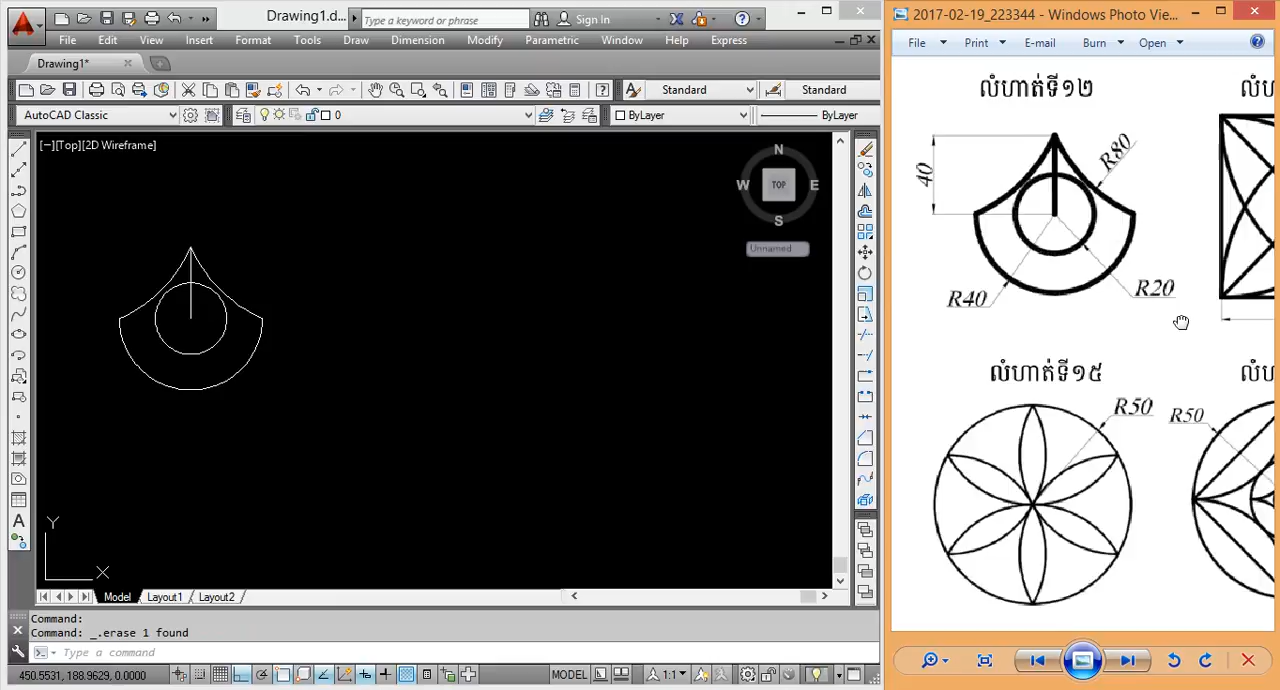 Drawing1.d...
Type a keyword or phrase
Sign In
File Edit View Insert Format Tools Draw Dimension Modify Parametric Window Help Express
Drawing1*
Standard
Standard
AutoCAD Classic
0
ByLayer
ByLayer
[−][Top][2D Wireframe]
N
W
TOP
E
S
Unnamed
Y
X
Model
Layout1
Layout2
Command:
Command: _.erase 1 found
Type a command
450.5531, 188.9629, 0.0000
MODEL
1:1
2017-02-19_223344 - Windows Photo Vie...
File Print E-mail Burn Open
លំហាត់ទី១២
លំហ
40
R80
R40
R20
លំហាត់ទី១៥
លំហ
R50
R50